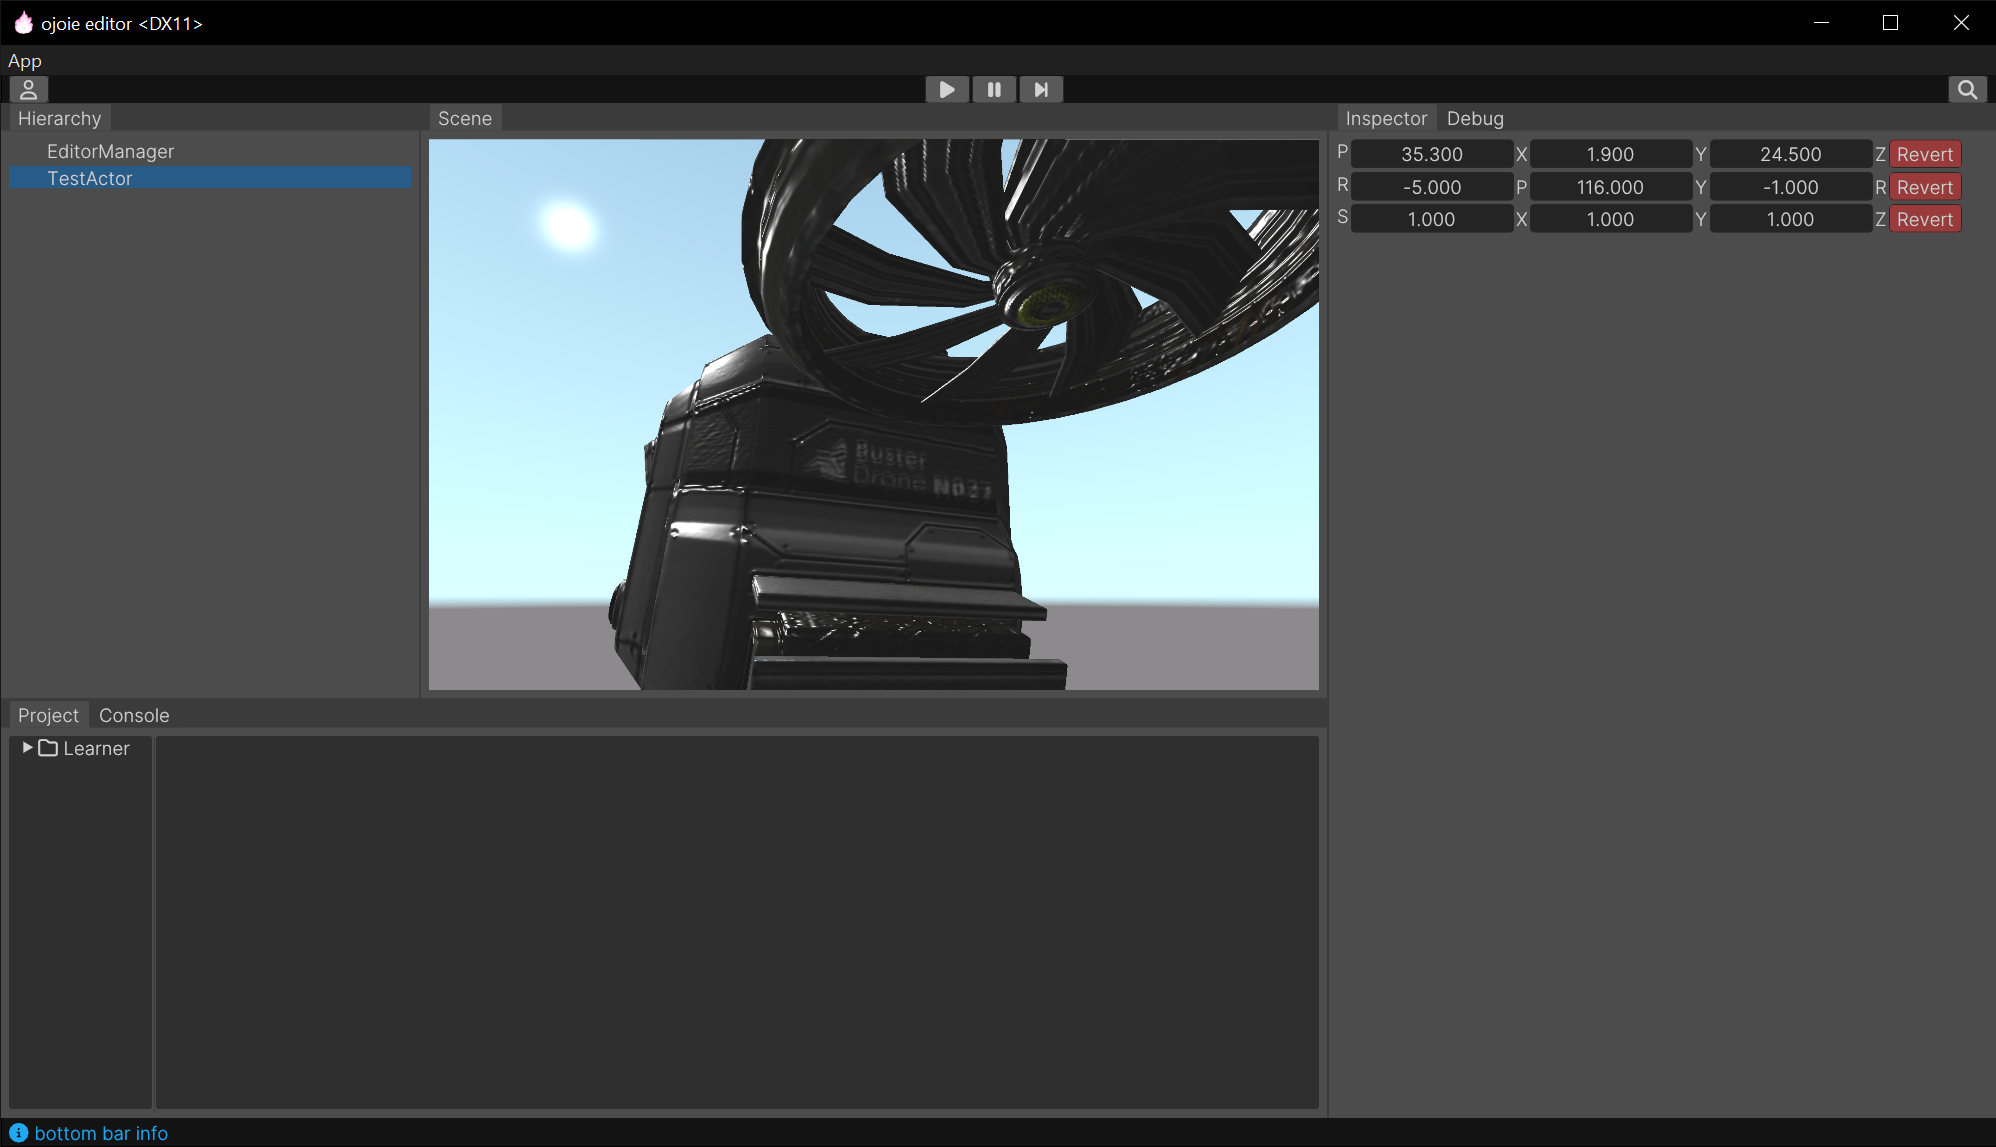 ojoie editor <DX11>
App
Hierarchy
EditorManager
TestActor
Scene
Buster
Drone N027
Inspector Debug
P 35.300 X 1.900 Y 24.500 Z Revert
R -5.000 P 116.000 Y -1.000 R Revert
S 1.000 X 1.000 Y 1.000 Z Revert
Project Console
Learner
bottom bar info